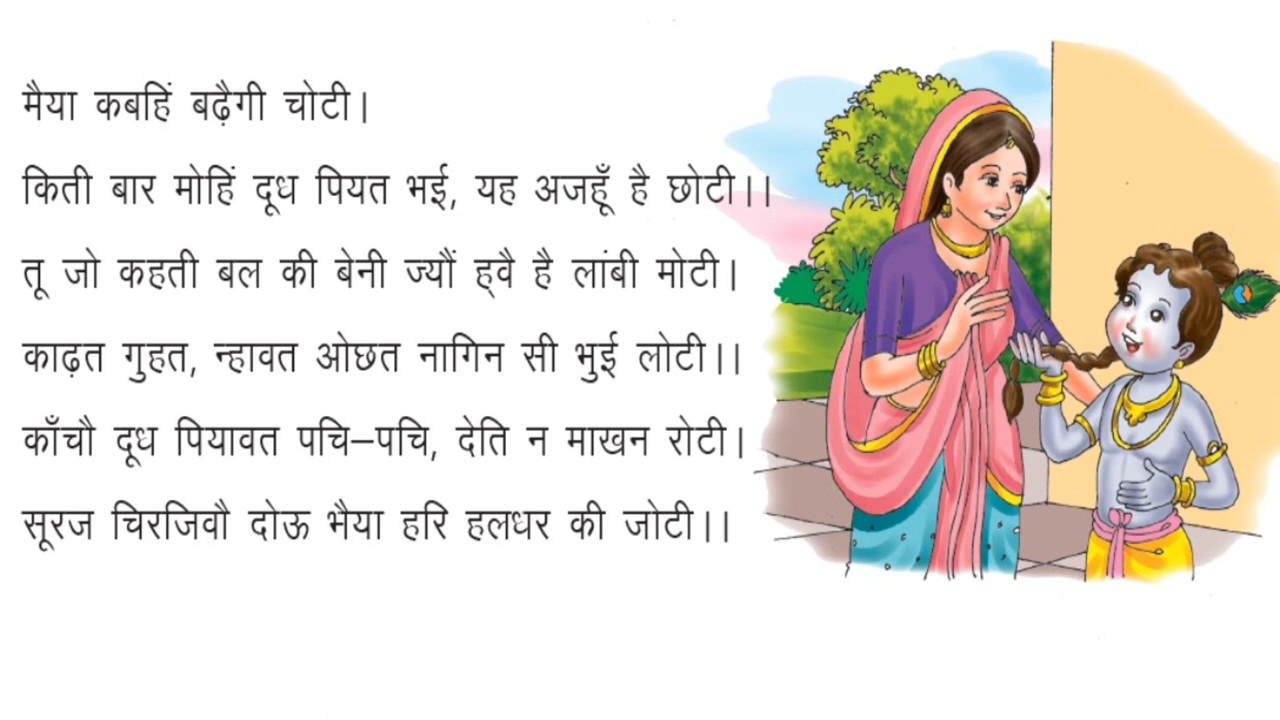 मैया कबहिं बढ़ैगी चोटी।
किती बार मोहिं दूध पियत भई, यह अजहूँ है छोटी।।
तू जो कहती बल की बेनी ज्यौं ह्‌वै है लांबी मोटी।
काढ़त गुहत, न्हावत ओछत नागिन सी भुई लोटी।।
काँचौ दूध पियावत पचि–पचि, देति न माखन रोटी।
सूरज चिरजिवौ दोऊ भैया हरि हलधर की जोटी।।